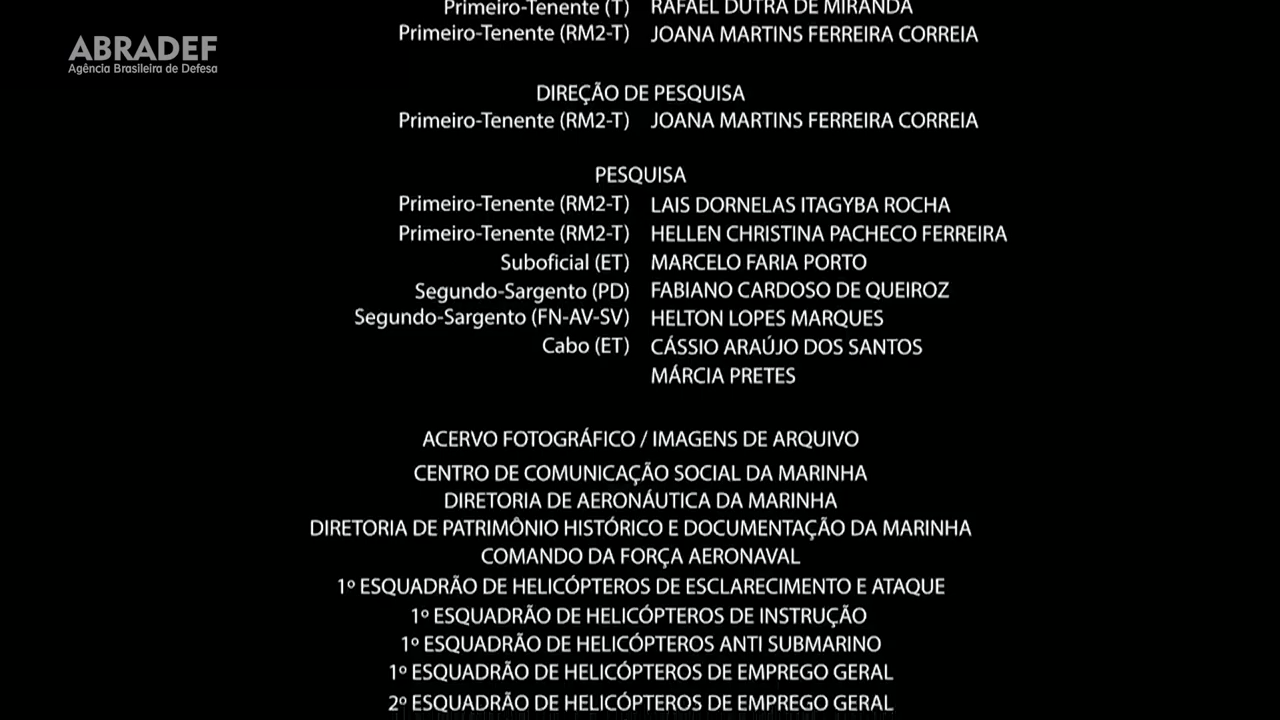 Primeiro-Tenente (T) RAFAEL DUTRA DE MIRANDA
Primeiro-Tenente (RM2-T) JOANA MARTINS FERREIRA CORREIA
ABRADEF
Agência Brasileira de Defesa
DIREÇÃO DE PESQUISA
Primeiro-Tenente (RM2-T) JOANA MARTINS FERREIRA CORREIA
PESQUISA
Primeiro-Tenente (RM2-T) LAIS DORNELAS ITAGYBA ROCHA
Primeiro-Tenente (RM2-T) HELLEN CHRISTINA PACHECO FERREIRA
Suboficial (ET) MARCELO FARIA PORTO
Segundo-Sargento (PD) FABIANO CARDOSO DE QUEIROZ
Segundo-Sargento (FN-AV-SV) HELTON LOPES MARQUES
Cabo (ET) CÁSSIO ARAÚJO DOS SANTOS
MÁRCIA PRETES
ACERVO FOTOGRÁFICO / IMAGENS DE ARQUIVO
CENTRO DE COMUNICAÇÃO SOCIAL DA MARINHA
DIRETORIA DE AERONÁUTICA DA MARINHA
DIRETORIA DE PATRIMÔNIO HISTÓRICO E DOCUMENTAÇÃO DA MARINHA
COMANDO DA FORÇA AERONAVAL
1º ESQUADRÃO DE HELICÓPTEROS DE ESCLARECIMENTO E ATAQUE
1º ESQUADRÃO DE HELICÓPTEROS DE INSTRUÇÃO
1º ESQUADRÃO DE HELICÓPTEROS ANTI SUBMARINO
1º ESQUADRÃO DE HELICÓPTEROS DE EMPREGO GERAL
2º ESQUADRÃO DE HELICÓPTEROS DE EMPREGO GERAL